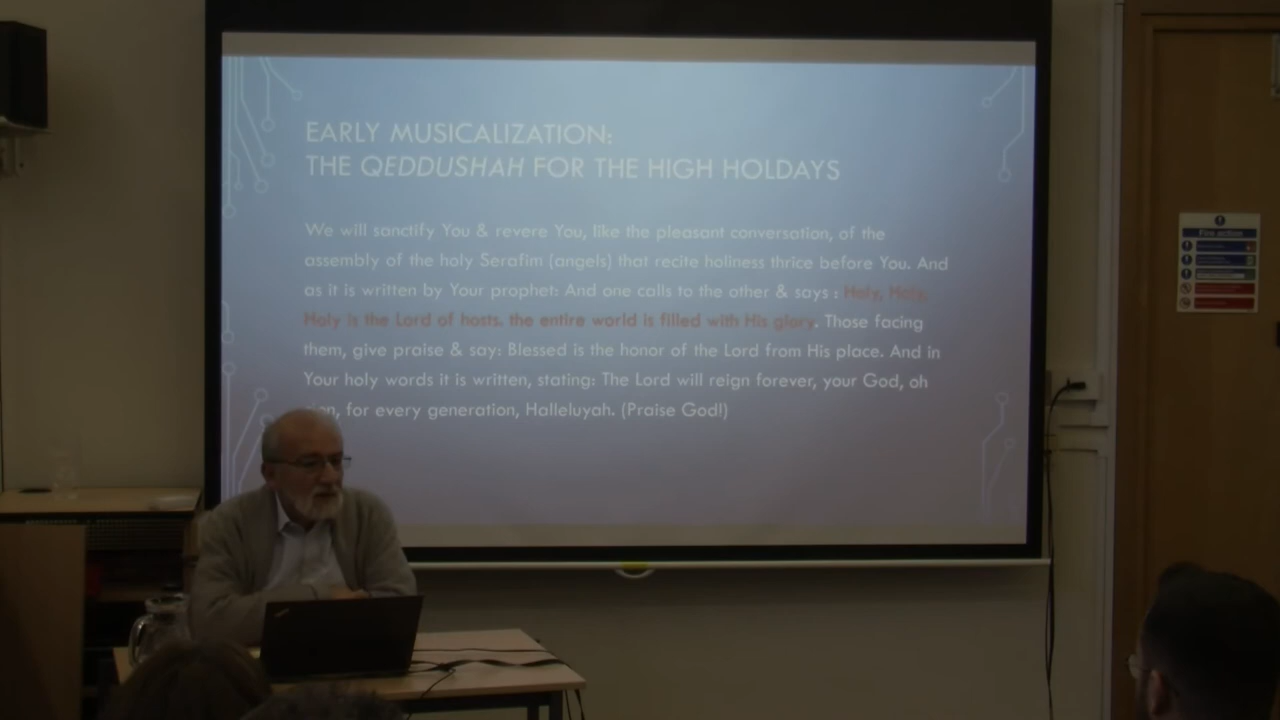 EARLY MUSICALIZATION:
THE QEDDUSHAH FOR THE HIGH HOLDAYS
We will sanctify You & revere You, like the pleasant conversation, of the
assembly of the holy Serafim (angels) that recite holiness thrice before You. And
as it is written by Your prophet: And one calls to the other & says : Holy, Holy,
Holy is the Lord of hosts. the entire world is filled with His glory. Those facing
them, give praise & say: Blessed is the honor of the Lord from His place. And in
Your holy words it is written, stating: The Lord will reign forever, your God, oh
for every generation, Halleluyah. (Praise God!)
Fire action